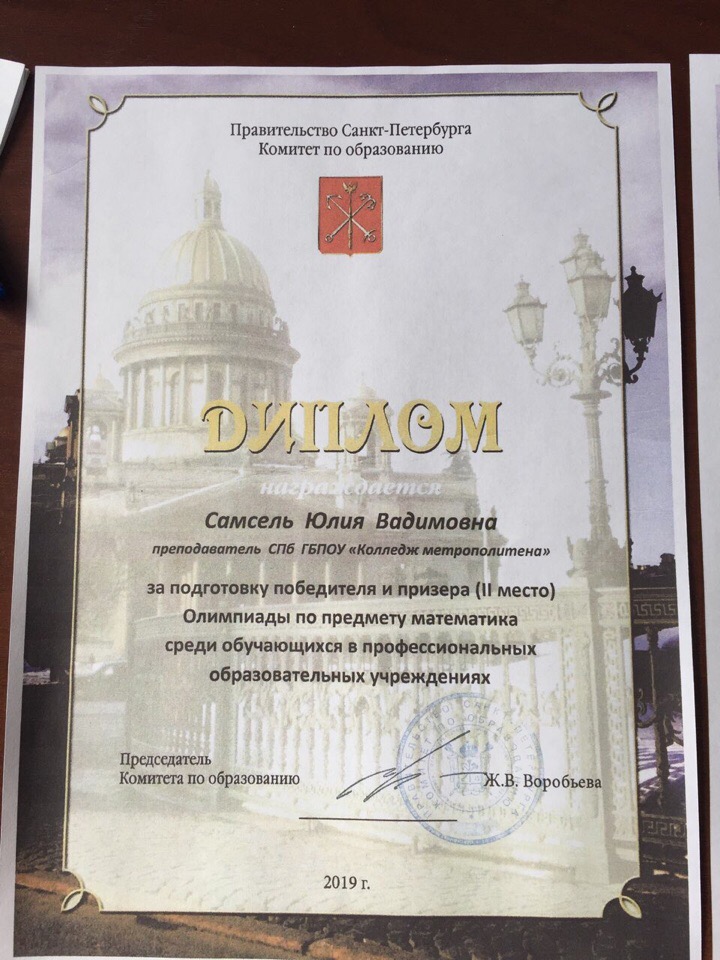 Правительство Санкт-Петербурга
Комитет по образованию
ДИПЛОМ
награждается
Самсель Юлия Вадимовна
преподаватель СПб ГБПОУ «Колледж метрополитена»
за подготовку победителя и призера (II место)
Олимпиады по предмету математика
среди обучающихся в профессиональных
образовательных учреждениях
Председатель
Комитета по образованию
Ж.В. Воробьева
2019 г.